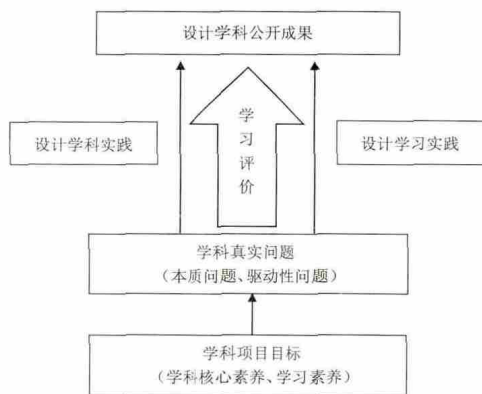 设计学科公开成果
学
习
评
价
设计学科实践
设计学习实践
学科真实问题
（本质问题、驱动性问题）
学科项目目标
（学科核心素养、学习素养）